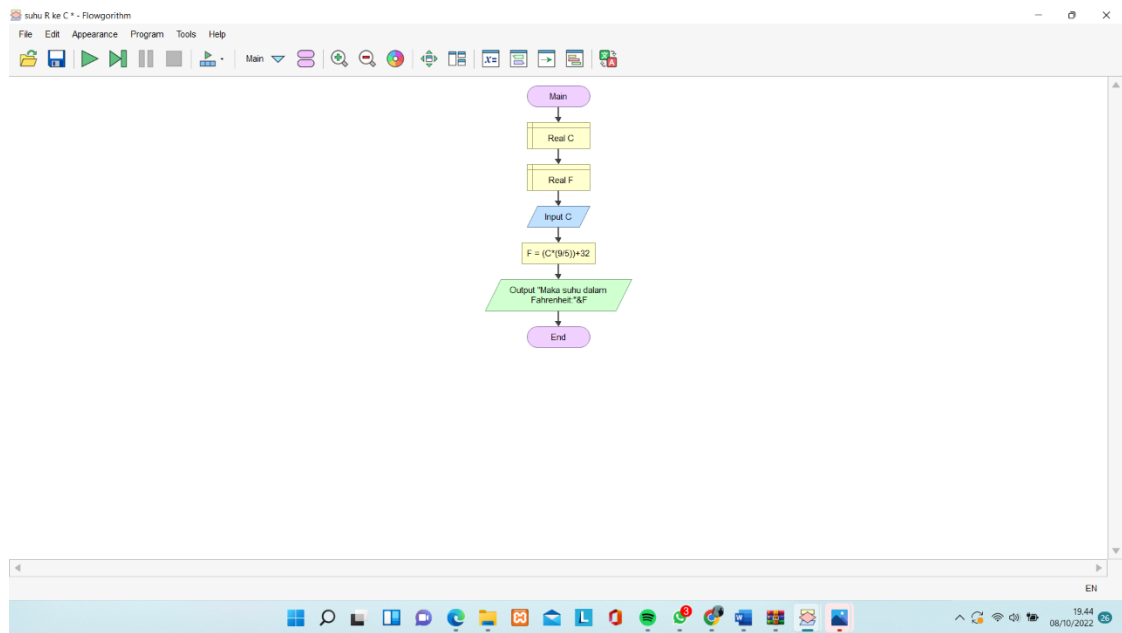 suhu R ke C * - Flowgorithm
File Edit Appearance Program Tools Help
Main
x=
Main
Real C
Real F
Input C
F = (C*(9/5))+32
Output "Maka suhu dalam
Fahrenheit:"&F
End
EN
3
19.44
08/10/2022
26